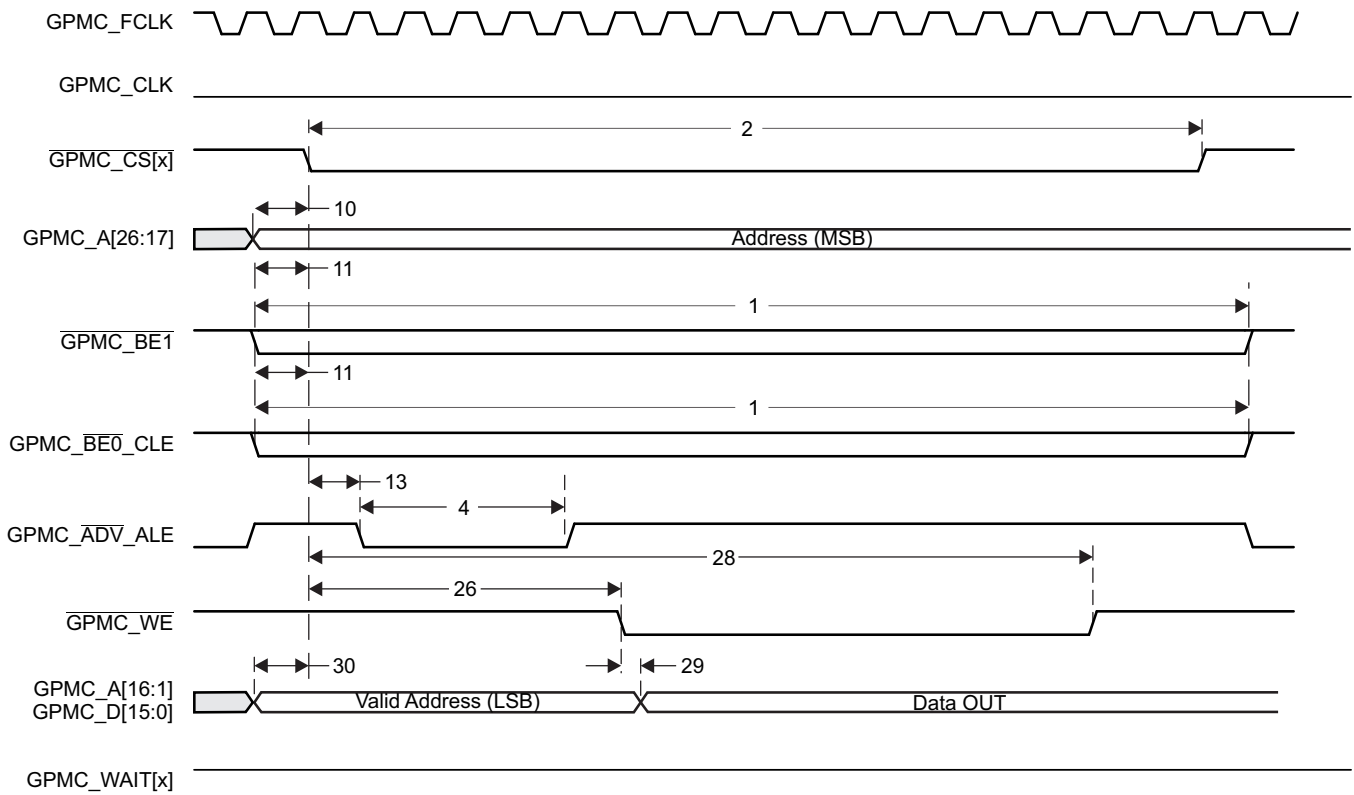 GPMC_FCLK
GPMC_CLK
2
GPMC_CS[x]
10
GPMC_A[26:17]
Address (MSB)
11
1
GPMC_BE1
11
1
GPMC_BE0_CLE
13
4
GPMC_ADV_ALE
28
26
GPMC_WE
30
29
GPMC_A[16:1]
GPMC_D[15:0]
Valid Address (LSB)
Data OUT
GPMC_WAIT[x]